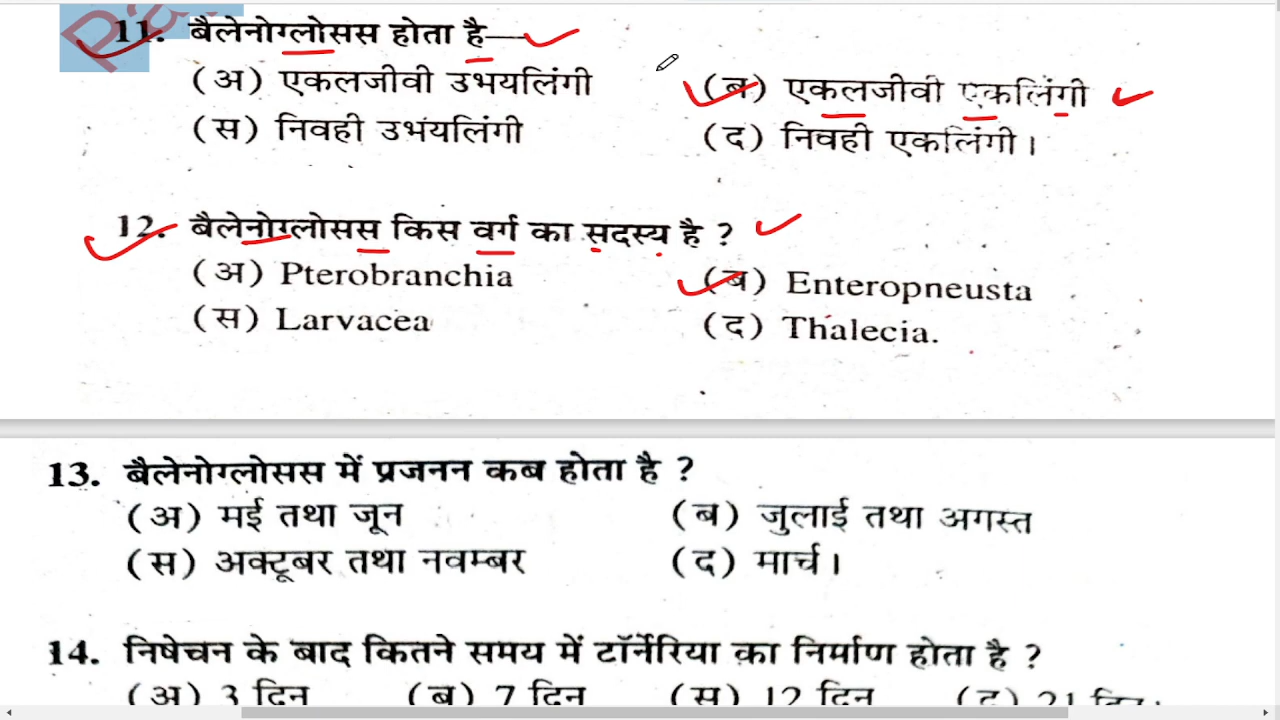 11. बैलेनोग्लोसस होता है—
(अ) एकलजीवी उभयलिंगी (ब) एकलजीवी एकलिंगी
(स) निवही उभयलिंगी (द) निवही एकलिंगी।
12. बैलेनोग्लोसस किस वर्ग का सदस्य है ?
(अ) Pterobranchia (ब) Enteropneusta
(स) Larvacea (द) Thalecia.
13. बैलेनोग्लोसस में प्रजनन कब होता है ?
(अ) मई तथा जून (ब) जुलाई तथा अगस्त
(स) अक्टूबर तथा नवम्बर (द) मार्च।
14. निषेचन के बाद कितने समय में टॉर्नेरिया का निर्माण होता है ?
(अ) 3 दिन (ब) 7 दिन (स) 12 दिन (द) 21 दिन